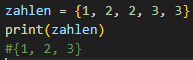 zahlen = {1, 2, 2, 3, 3}
print(zahlen)
#{1, 2, 3}